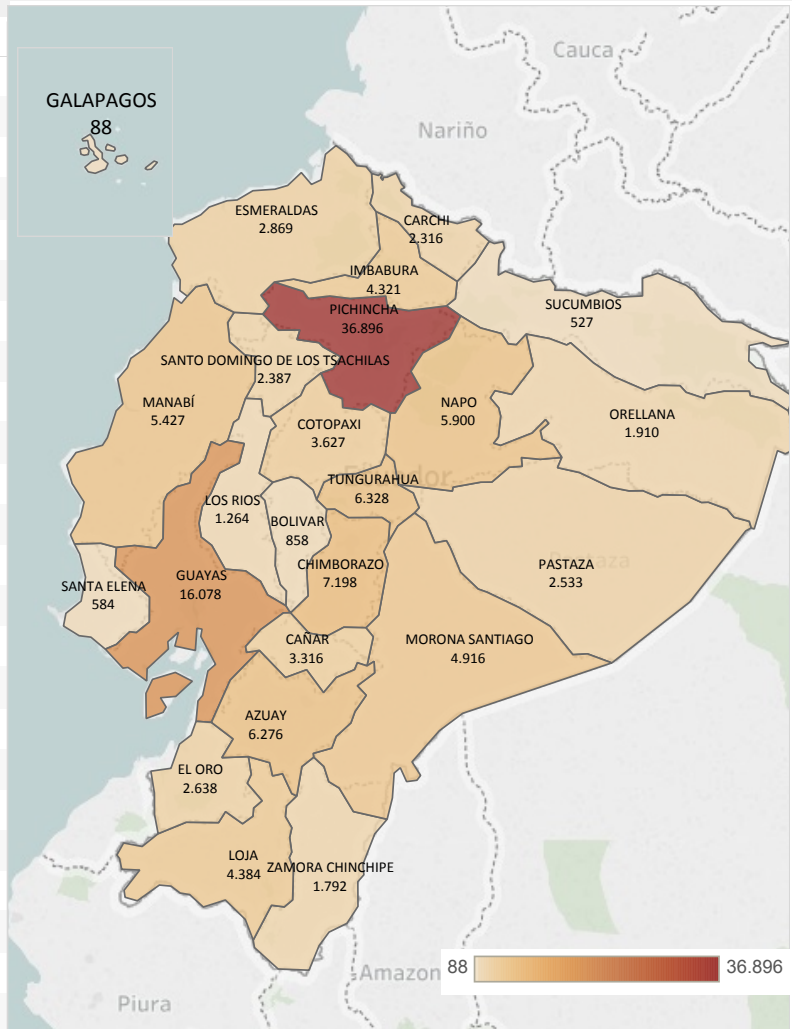 Cauca
GALAPAGOS
88
Nariño
ESMERALDAS
2.869
CARCHI
2.316
IMBABURA
4.321
SUCUMBIOS
527
PICHINCHA
36.896
SANTO DOMINGO DE LOS TSACHILAS
2.387
MANABÍ
5.427
NAPO
5.900
ORELLANA
1.910
COTOPAXI
3.627
Ecuador
TUNGURAHUA
6.328
LOS RIOS
1.264
BOLIVAR
858
CHIMBORAZO
7.198
PASTAZA
2.533
Pastaza
SANTA ELENA
584
GUAYAS
16.078
CAÑAR
3.316
MORONA SANTIAGO
4.916
AZUAY
6.276
EL ORO
2.638
LOJA
4.384
ZAMORA CHINCHIPE
1.792
88
36.896
Amazon
Piura